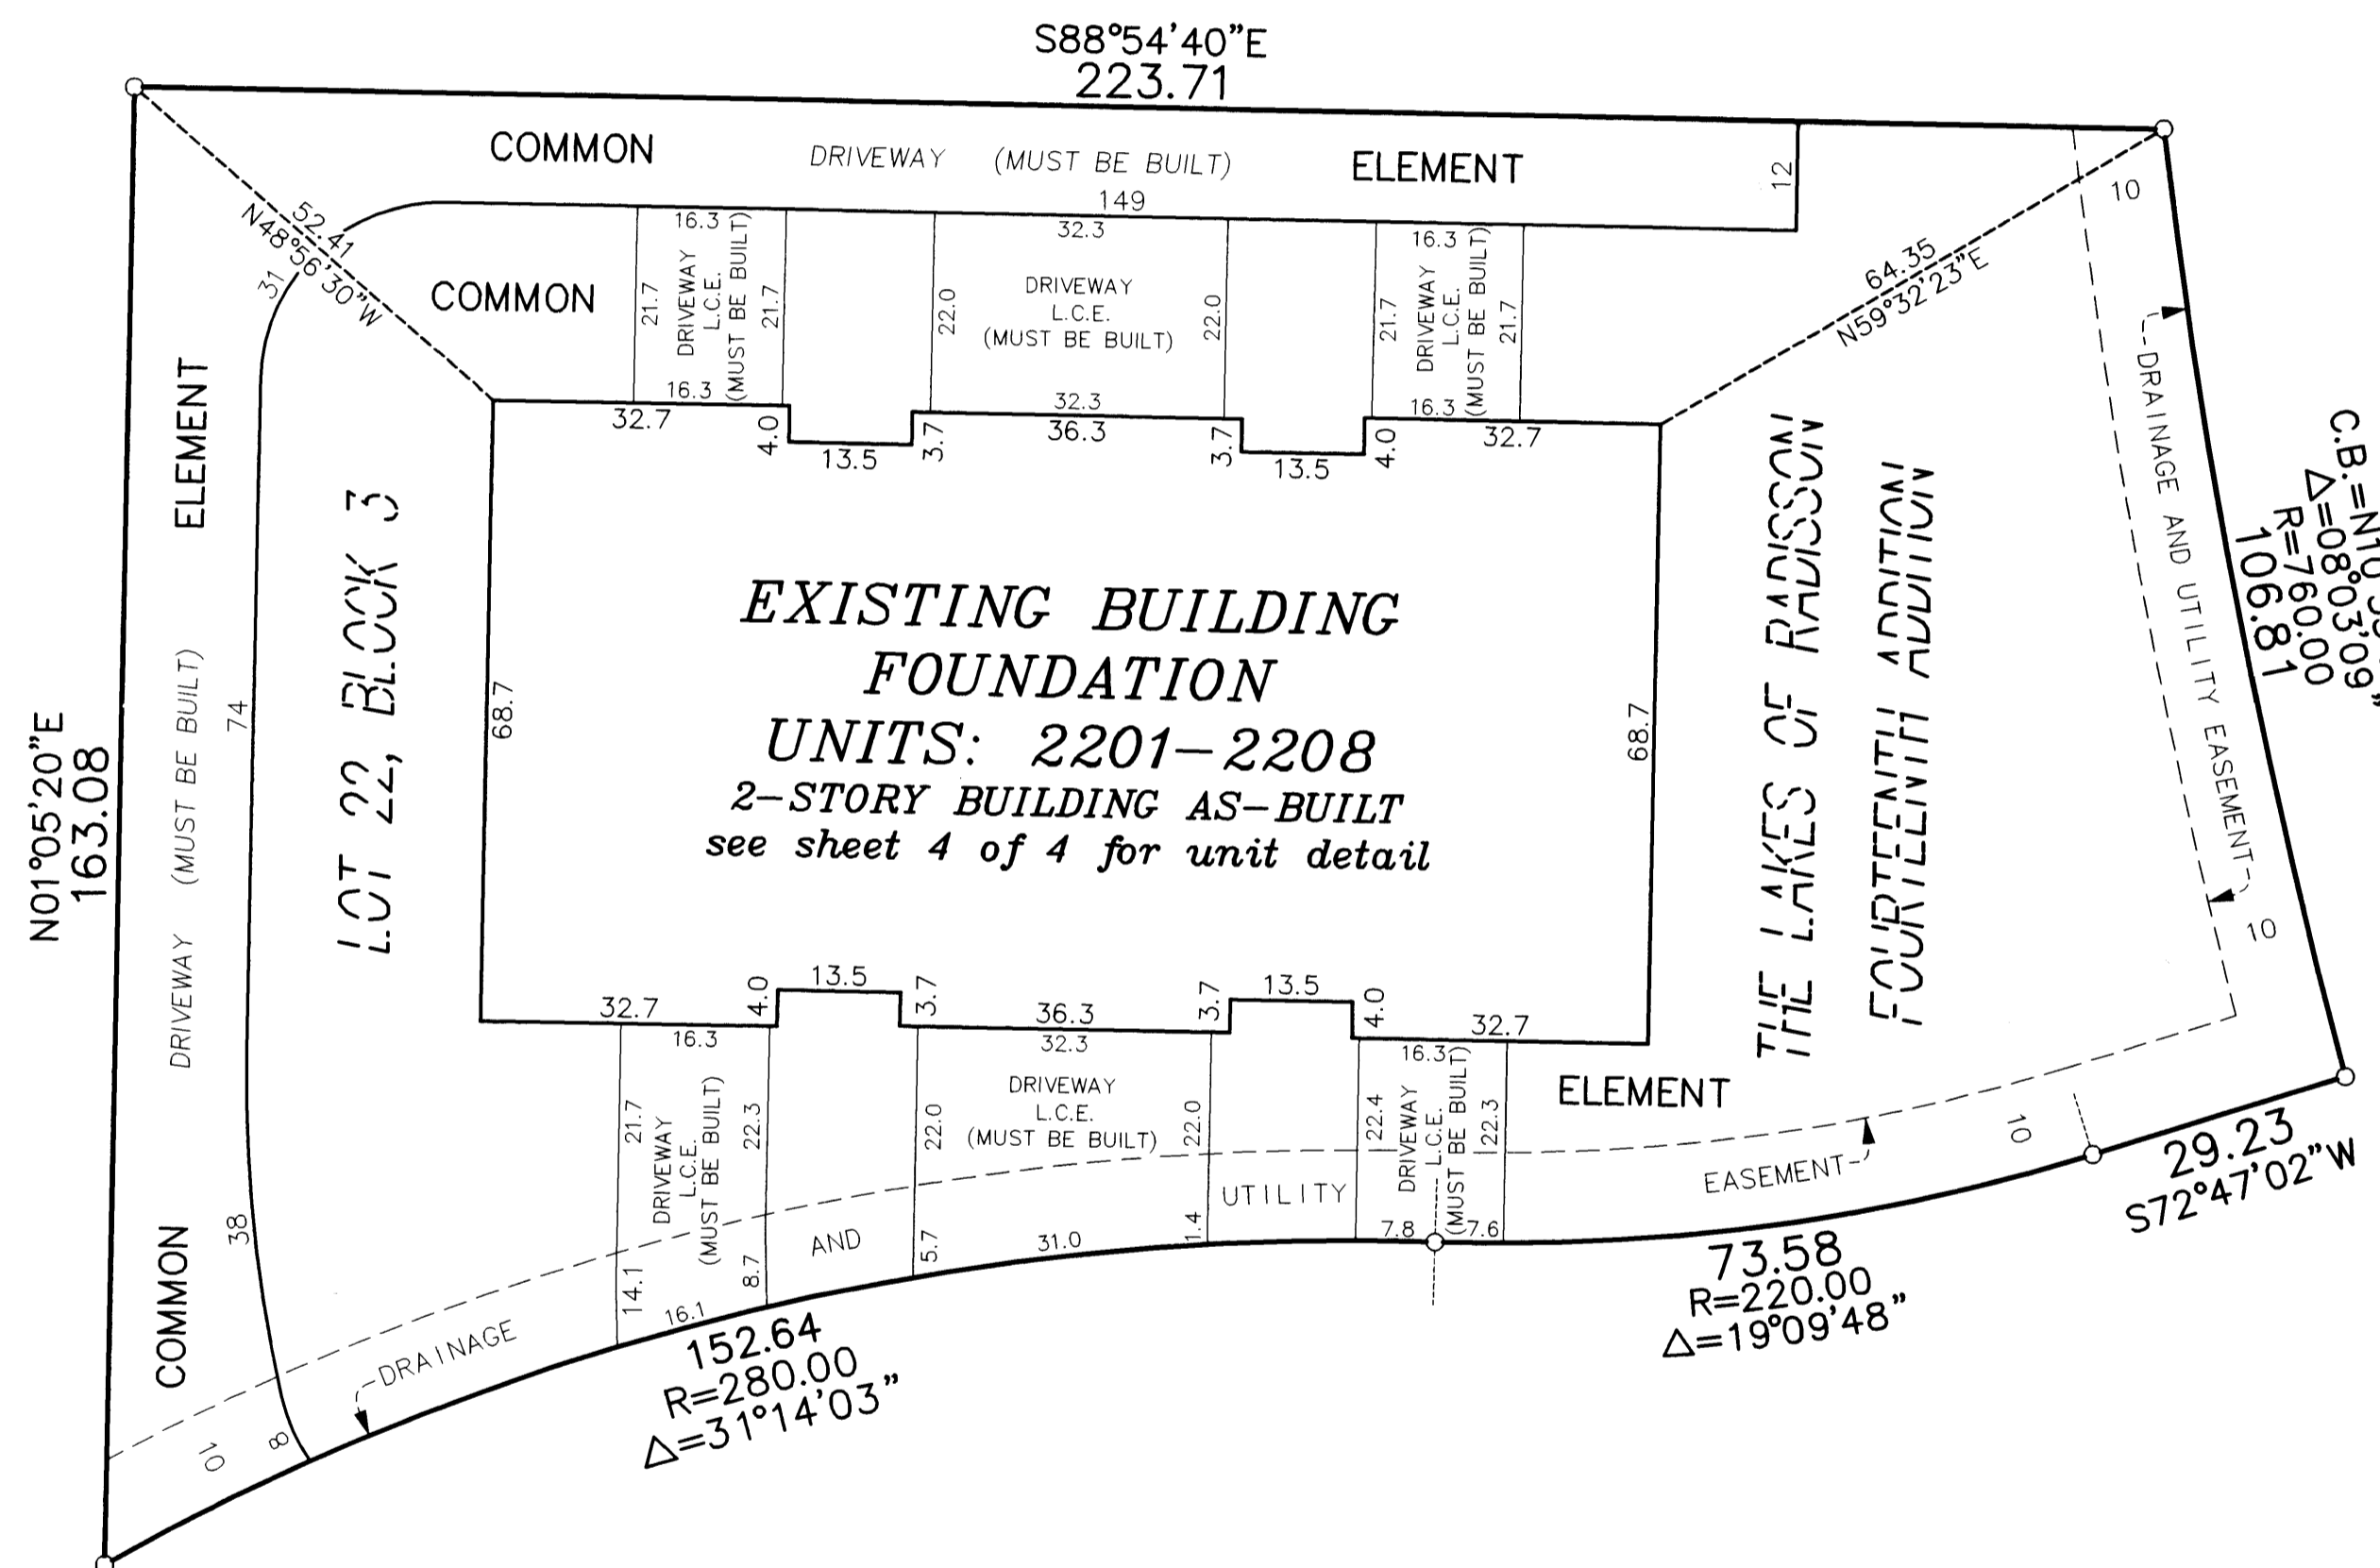 S88°54'40"E
223.71
COMMON
DRIVEWAY (MUST BE BUILT)
ELEMENT
12
10
149
52.41
N48°56'30"W
31
COMMON
16.3
21.7
DRIVEWAY
L.C.E.
(MUST BE BUILT)
21.7
16.3
32.3
22.0
DRIVEWAY
L.C.E.
(MUST BE BUILT)
22.0
32.3
16.3
21.7
DRIVEWAY
L.C.E.
(MUST BE BUILT)
21.7
16.3
64.35
N59°32'23"E
32.7
4.0
13.5
3.7
36.3
3.7
13.5
4.0
32.7
ELEMENT
DRIVEWAY (MUST BE BUILT)
COMMON
N01°05'20"E
163.08
74
38
8
10
LOT 22, BLOCK 3
68.7
EXISTING BUILDING
FOUNDATION
UNITS: 2201-2208
2-STORY BUILDING AS-BUILT
see sheet 4 of 4 for unit detail
68.7
THE LAKES OF RADISSON
FOURTEENTH ADDITION
DRAINAGE AND UTILITY EASEMENT
10
Δ=08°03'09"
R=760.00
106.81
32.7
4.0
13.5
3.7
36.3
3.7
13.5
4.0
32.7
16.3
21.7
DRIVEWAY
L.C.E.
(MUST BE BUILT)
22.3
14.1
8.7
16.1
32.3
22.0
DRIVEWAY
L.C.E.
(MUST BE BUILT)
22.0
5.7
31.0
1.4
16.3
22.4
DRIVEWAY
L.C.E.
(MUST BE BUILT)
22.3
7.8
7.6
ELEMENT
DRAINAGE
AND
UTILITY
EASEMENT
10
152.64
R=280.00
Δ=31°14'03"
73.58
R=220.00
Δ=19°09'48"
29.23
S72°47'02"W